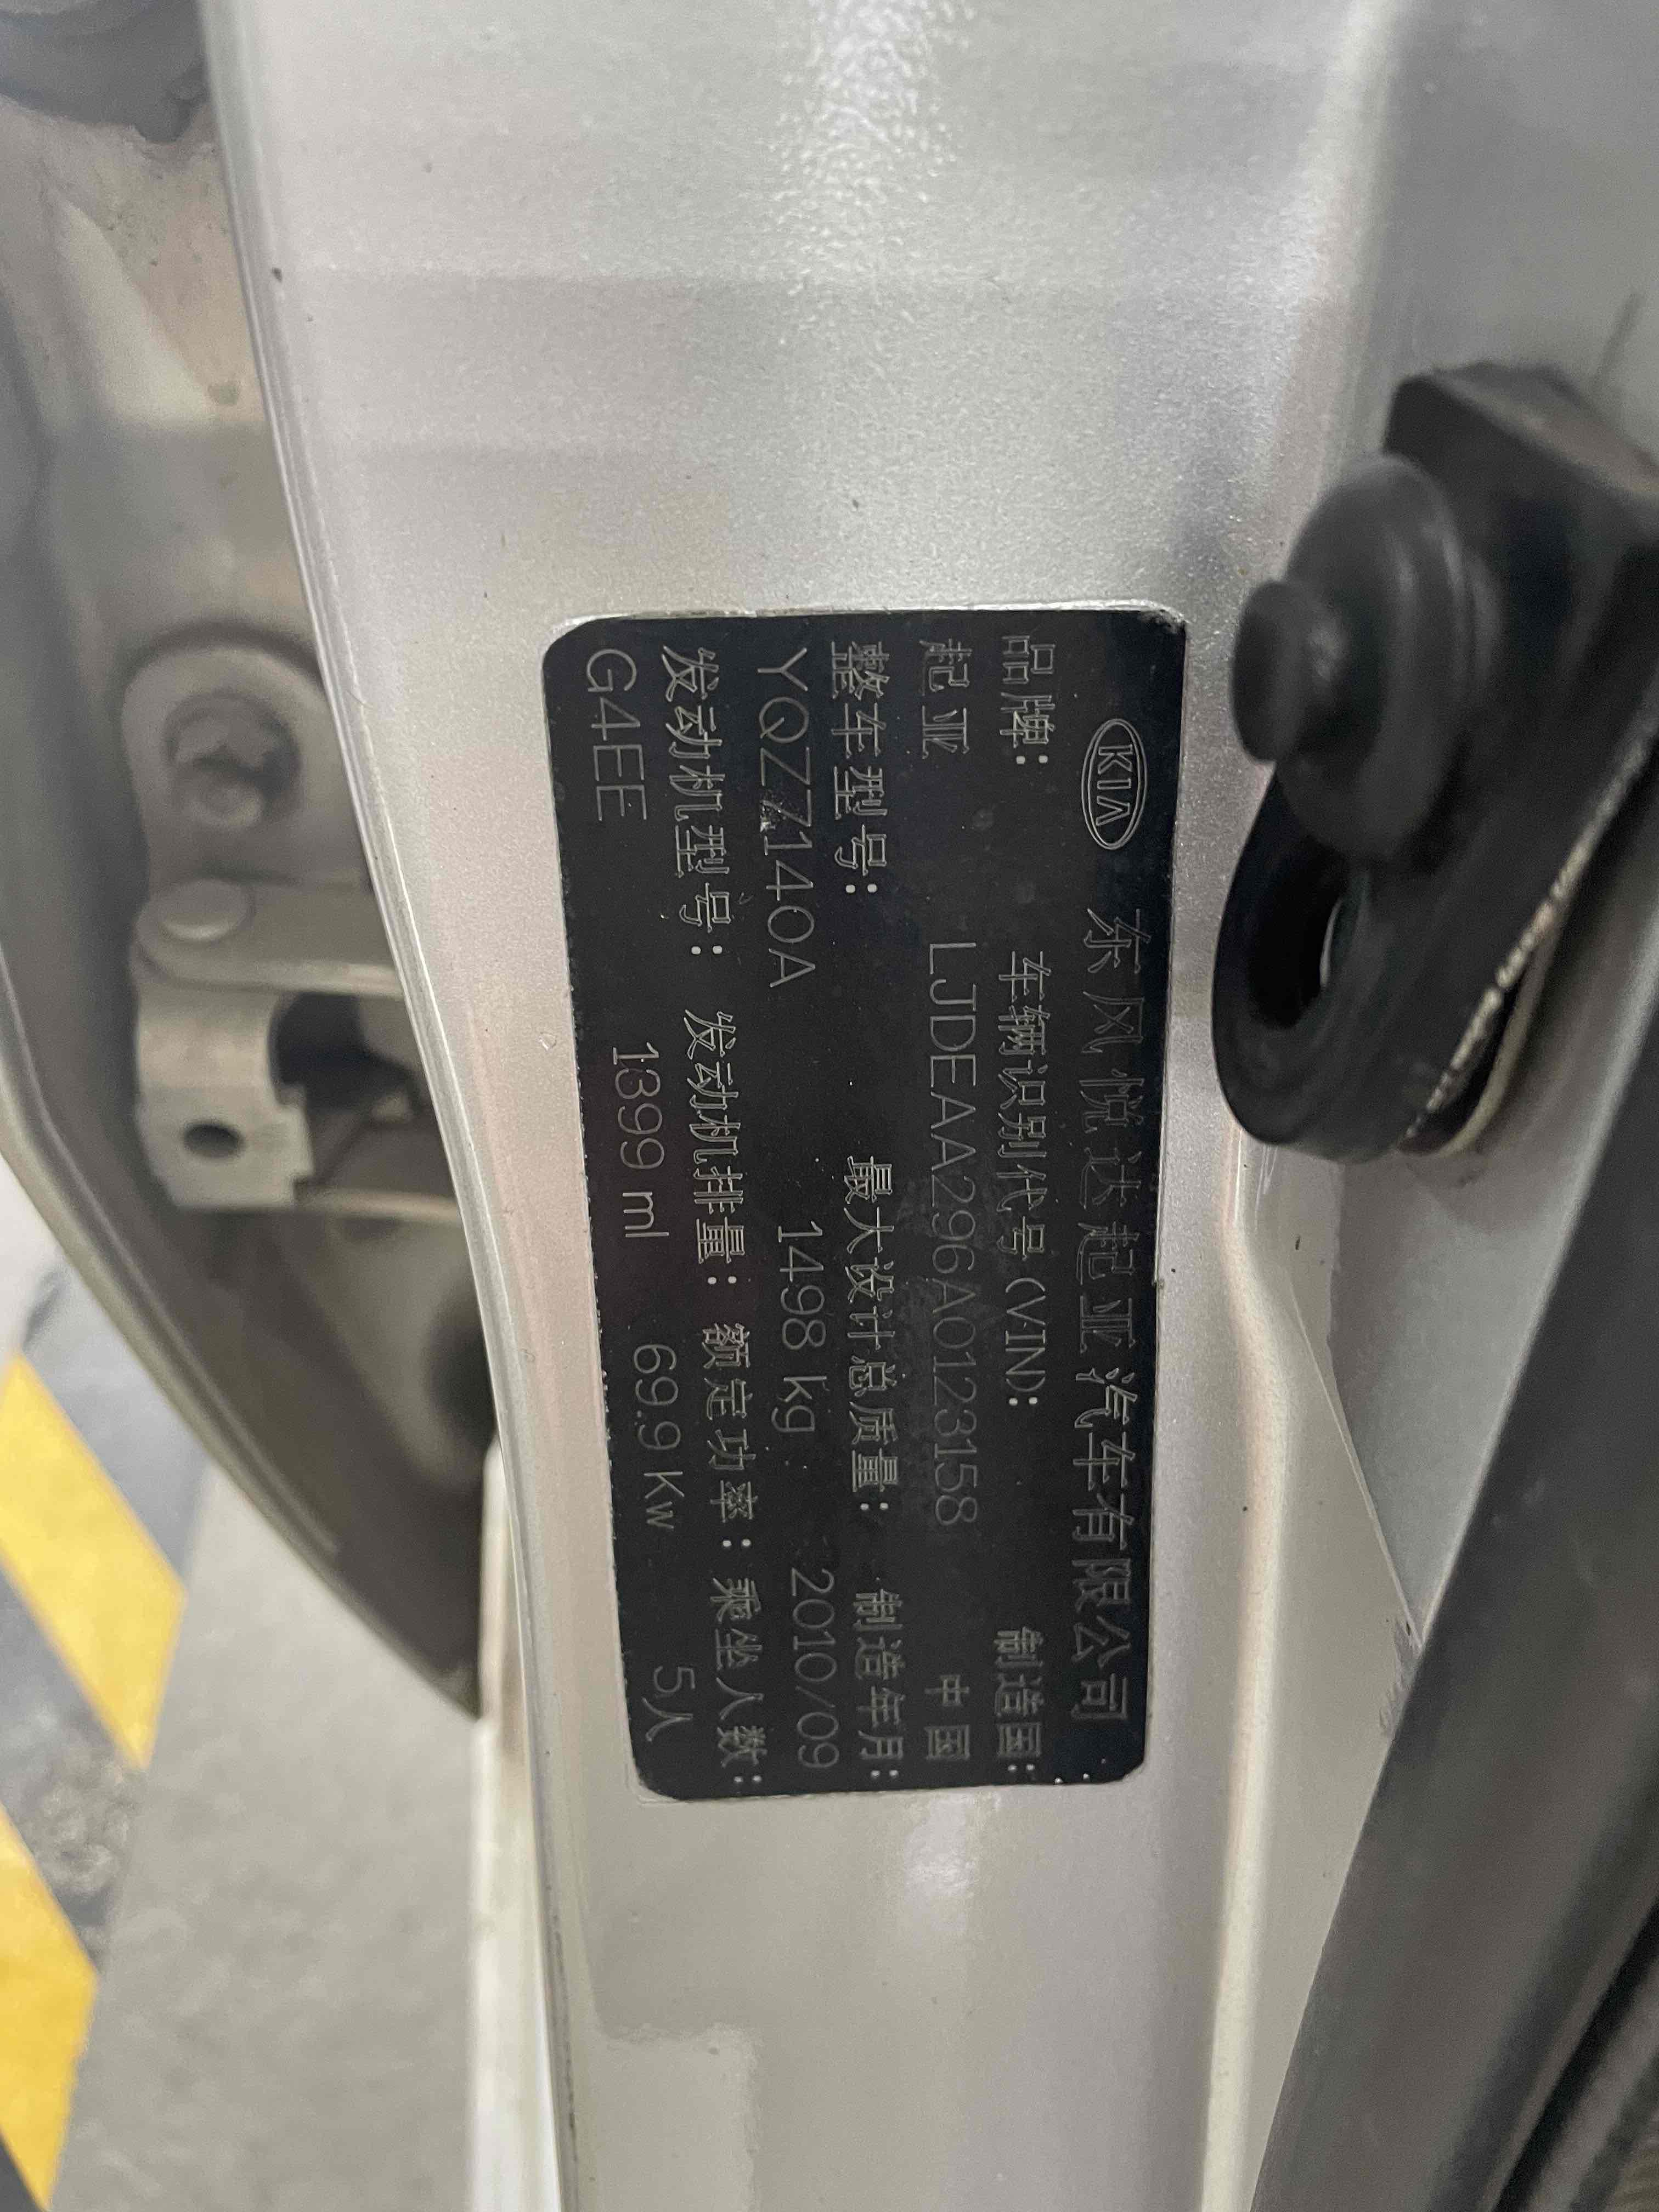 KIA 东风悦达起亚汽车有限公司
品牌: 车辆识别代号(VIN): 制造国:
起亚 LJDEAA296A0123158 中国
整车型号: 最大设计总质量: 制造年月:
YQZ7140A 1498 kg 2010/09
发动机型号: 发动机排量: 额定功率: 乘坐人数:
G4EE 1399 ml 69.9 Kw 5人